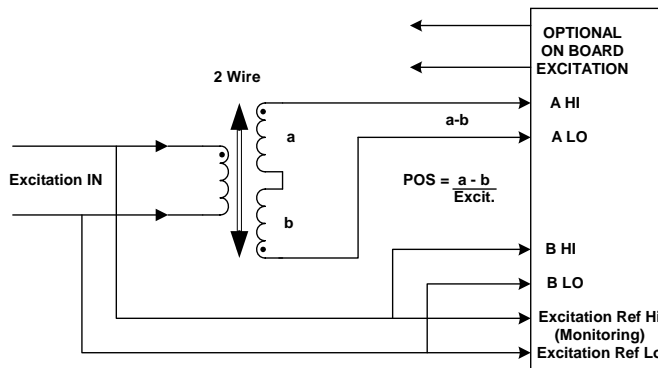 OPTIONAL
ON BOARD
EXCITATION
2 Wire
A HI
a
a-b
A LO
Excitation IN
POS = a - b
Excit.
b
B HI
B LO
Excitation Ref Hi
(Monitoring)
Excitation Ref Lo